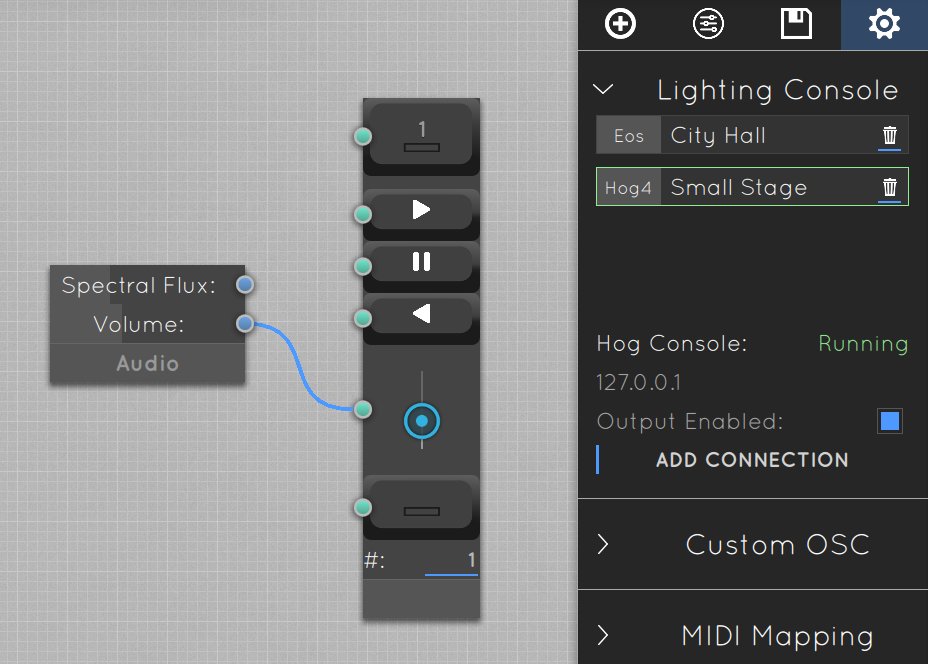 Spectral Flux:
Volume:
Audio
1
#: 1
Lighting Console
Eos City Hall
Hog4 Small Stage
Hog Console: Running
127.0.0.1
Output Enabled:
ADD CONNECTION
Custom OSC
MIDI Mapping